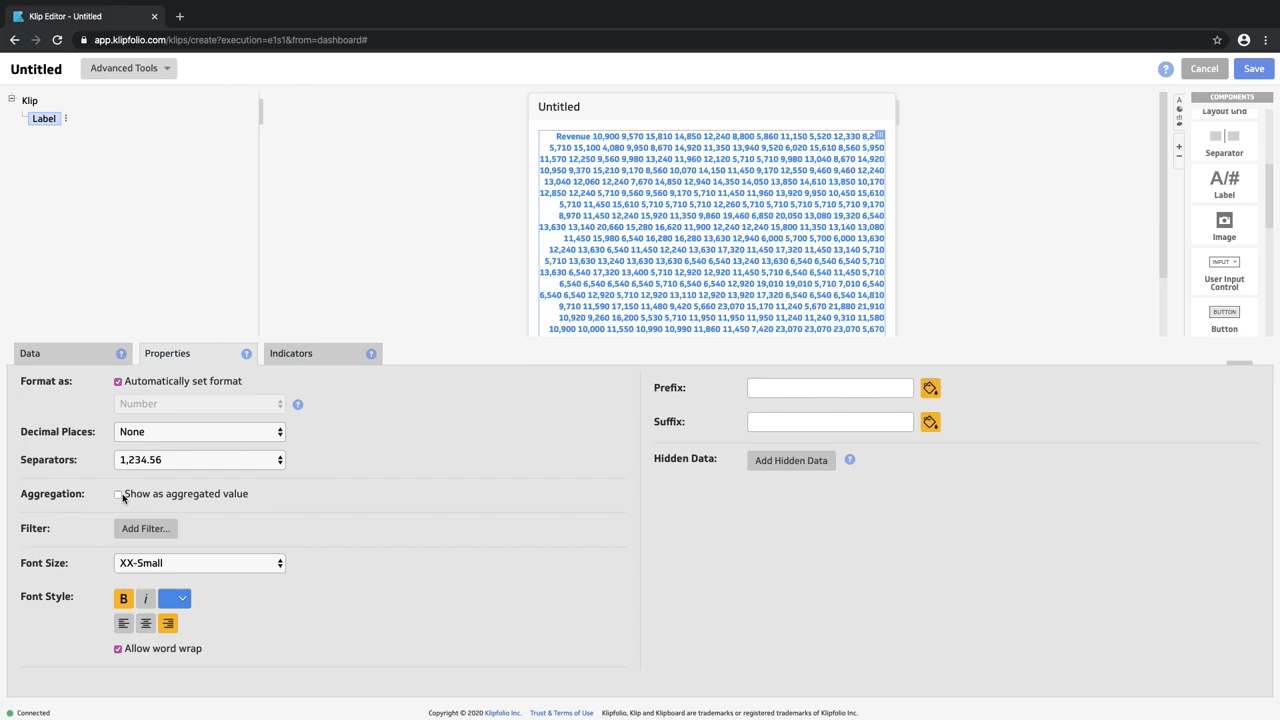 Klip Editor - Untitled
app.klipfolio.com/klips/create?execution=e1s1&from=dashboard#
Untitled
Advanced Tools
Cancel
Save
Klip
Label
Untitled
Revenue 10,900 9,570 15,810 14,850 12,240 8,800 5,860 11,150 5,520 12,330
5,710 15,100 4,080 9,950 8,670 14,920 11,350 13,940 9,520 6,020 15,610 8,560 5,950
11,570 12,250 9,560 9,980 13,240 11,960 12,120 5,710 5,710 9,980 13,040 8,670 14,920
10,950 9,370 15,210 9,170 8,560 10,070 14,150 11,450 9,170 12,550 9,460 9,460 12,240
13,040 12,060 12,240 7,670 14,850 12,940 14,350 14,050 13,850 14,610 13,850 10,170
12,850 12,240 5,710 9,560 9,560 9,170 5,710 11,450 11,960 13,920 9,950 10,450 15,610
5,710 11,450 15,610 5,710 5,710 5,710 12,260 5,710 5,710 5,710 5,710 9,170
8,970 11,450 12,240 15,920 11,350 9,860 19,460 6,850 20,050 13,080 19,320 6,540
13,630 13,140 20,660 15,280 16,620 11,900 12,240 12,240 15,800 11,350 13,140 13,080
11,450 15,980 6,540 16,280 16,280 13,630 12,940 6,000 5,700 5,700 6,000 13,630
12,240 13,630 6,540 11,450 12,240 13,630 17,320 11,450 17,320 11,450 13,140 5,710
5,710 13,630 13,240 13,630 13,630 6,540 6,540 13,240 13,630 6,540 6,540 6,540 5,710
13,630 6,540 17,320 13,400 5,710 12,920 12,920 11,450 5,710 6,540 6,540 11,450 5,710
6,540 6,540 6,540 6,540 5,710 6,540 6,540 12,920 19,010 19,010 5,710 7,010 6,540
6,540 6,540 12,920 5,710 12,920 13,110 12,920 13,920 17,320 6,540 6,540 6,540 14,810
9,710 11,590 17,150 11,480 9,420 5,660 23,070 15,170 11,240 5,670 21,880 21,910
10,920 9,260 16,200 5,530 5,710 11,950 11,950 11,950 11,240 11,240 9,310 11,580
10,900 10,000 11,550 10,990 10,990 11,860 11,450 7,420 23,070 23,070 23,070 5,670
COMPONENTS
Layout Grid
Separator
A/#
Label
Image
INPUT
User Input
Control
BUTTON
Button
Data
Properties
Indicators
Format as:
Automatically set format
Number
Decimal Places:
None
Separators:
1,234.56
Aggregation:
Show as aggregated value
Filter:
Add Filter...
Font Size:
XX-Small
Font Style:
B
i
Allow word wrap
Prefix:
Suffix:
Hidden Data:
Add Hidden Data
Connected
Copyright © 2020 Klipfolio Inc.
Trust & Terms of Use
Klipfolio, Klip and Klipboard are trademarks or registered trademarks of Klipfolio Inc.